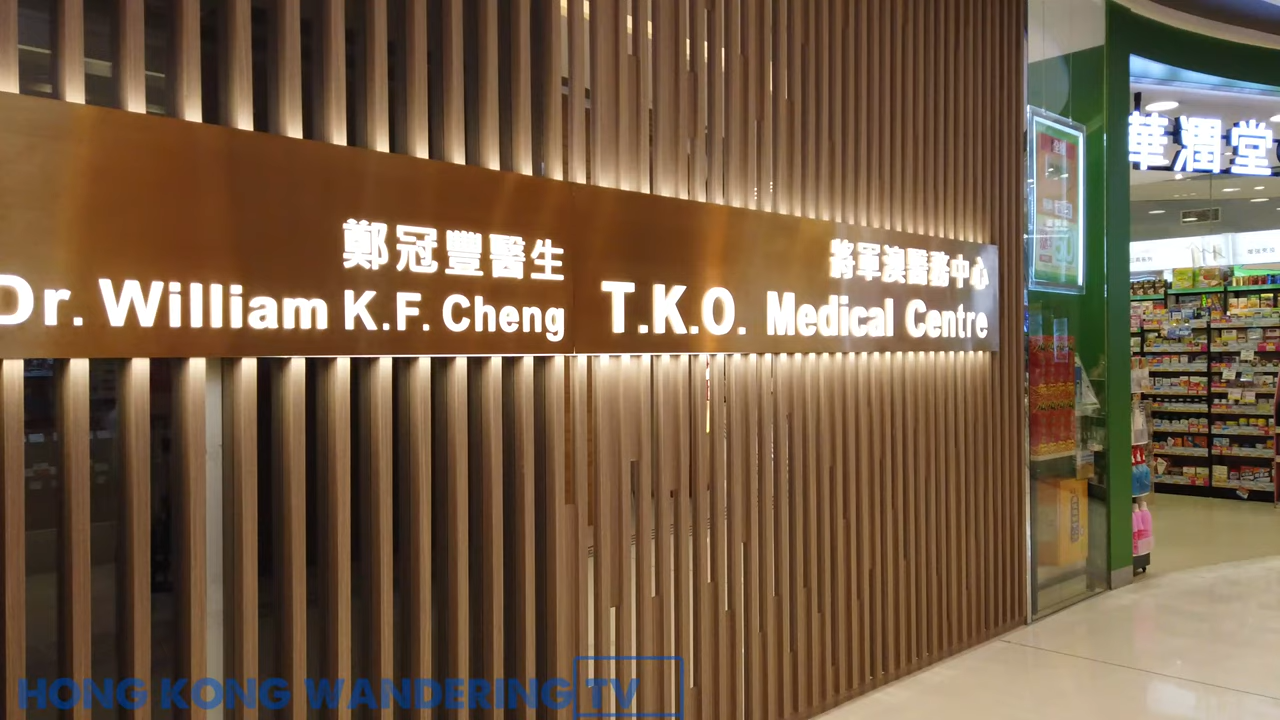 鄭冠豐醫生
Dr. William K.F. Cheng
將軍澳醫務中心
T.K.O. Medical Centre
華潤堂
HONG KONG WANDERING TV